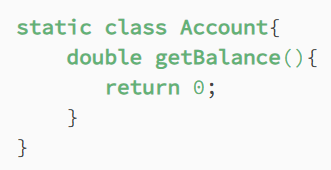 static class Account{
    double getBalance(){
        return 0;
    }
}